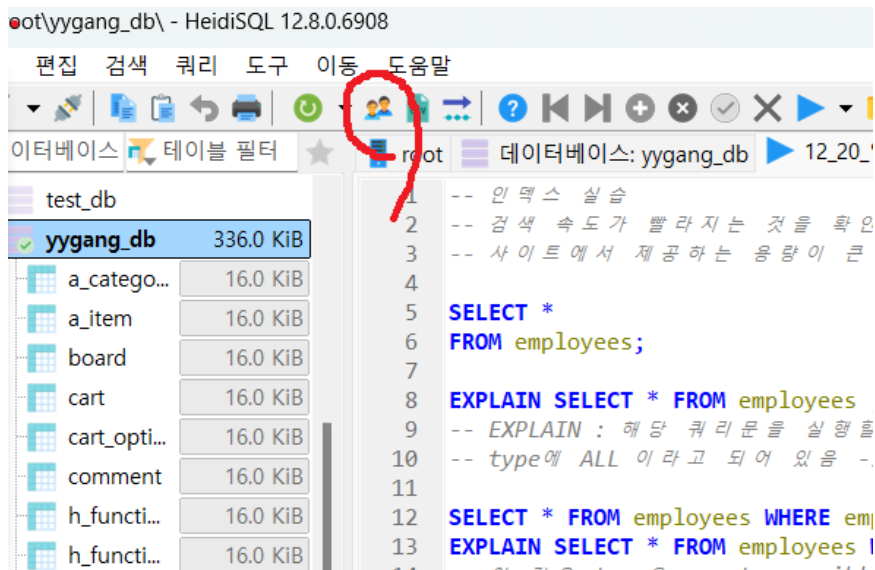 ot\yygang_db\ - HeidiSQL 12.8.0.6908
편집 검색 쿼리 도구 이동 도움말
이터베이스 테이블 필터 root 데이터베이스: yygang_db 12_20_
test_db
yygang_db 336.0 KiB
a_catego... 16.0 KiB
a_item 16.0 KiB
board 16.0 KiB
cart 16.0 KiB
cart_opti... 16.0 KiB
comment 16.0 KiB
h_functi... 16.0 KiB
h_functi... 16.0 KiB
1 -- 인덱스 실습
2 -- 검색 속도가 빨라지는 것을 확인
3 -- 사이트에서 제공하는 용량이 큰
4
5 SELECT *
6 FROM employees;
7
8 EXPLAIN SELECT * FROM employees
9 -- EXPLAIN : 해당 쿼리문을 실행할
10 -- type에 ALL 이라고 되어 있음 -
11
12 SELECT * FROM employees WHERE em
13 EXPLAIN SELECT * FROM employees